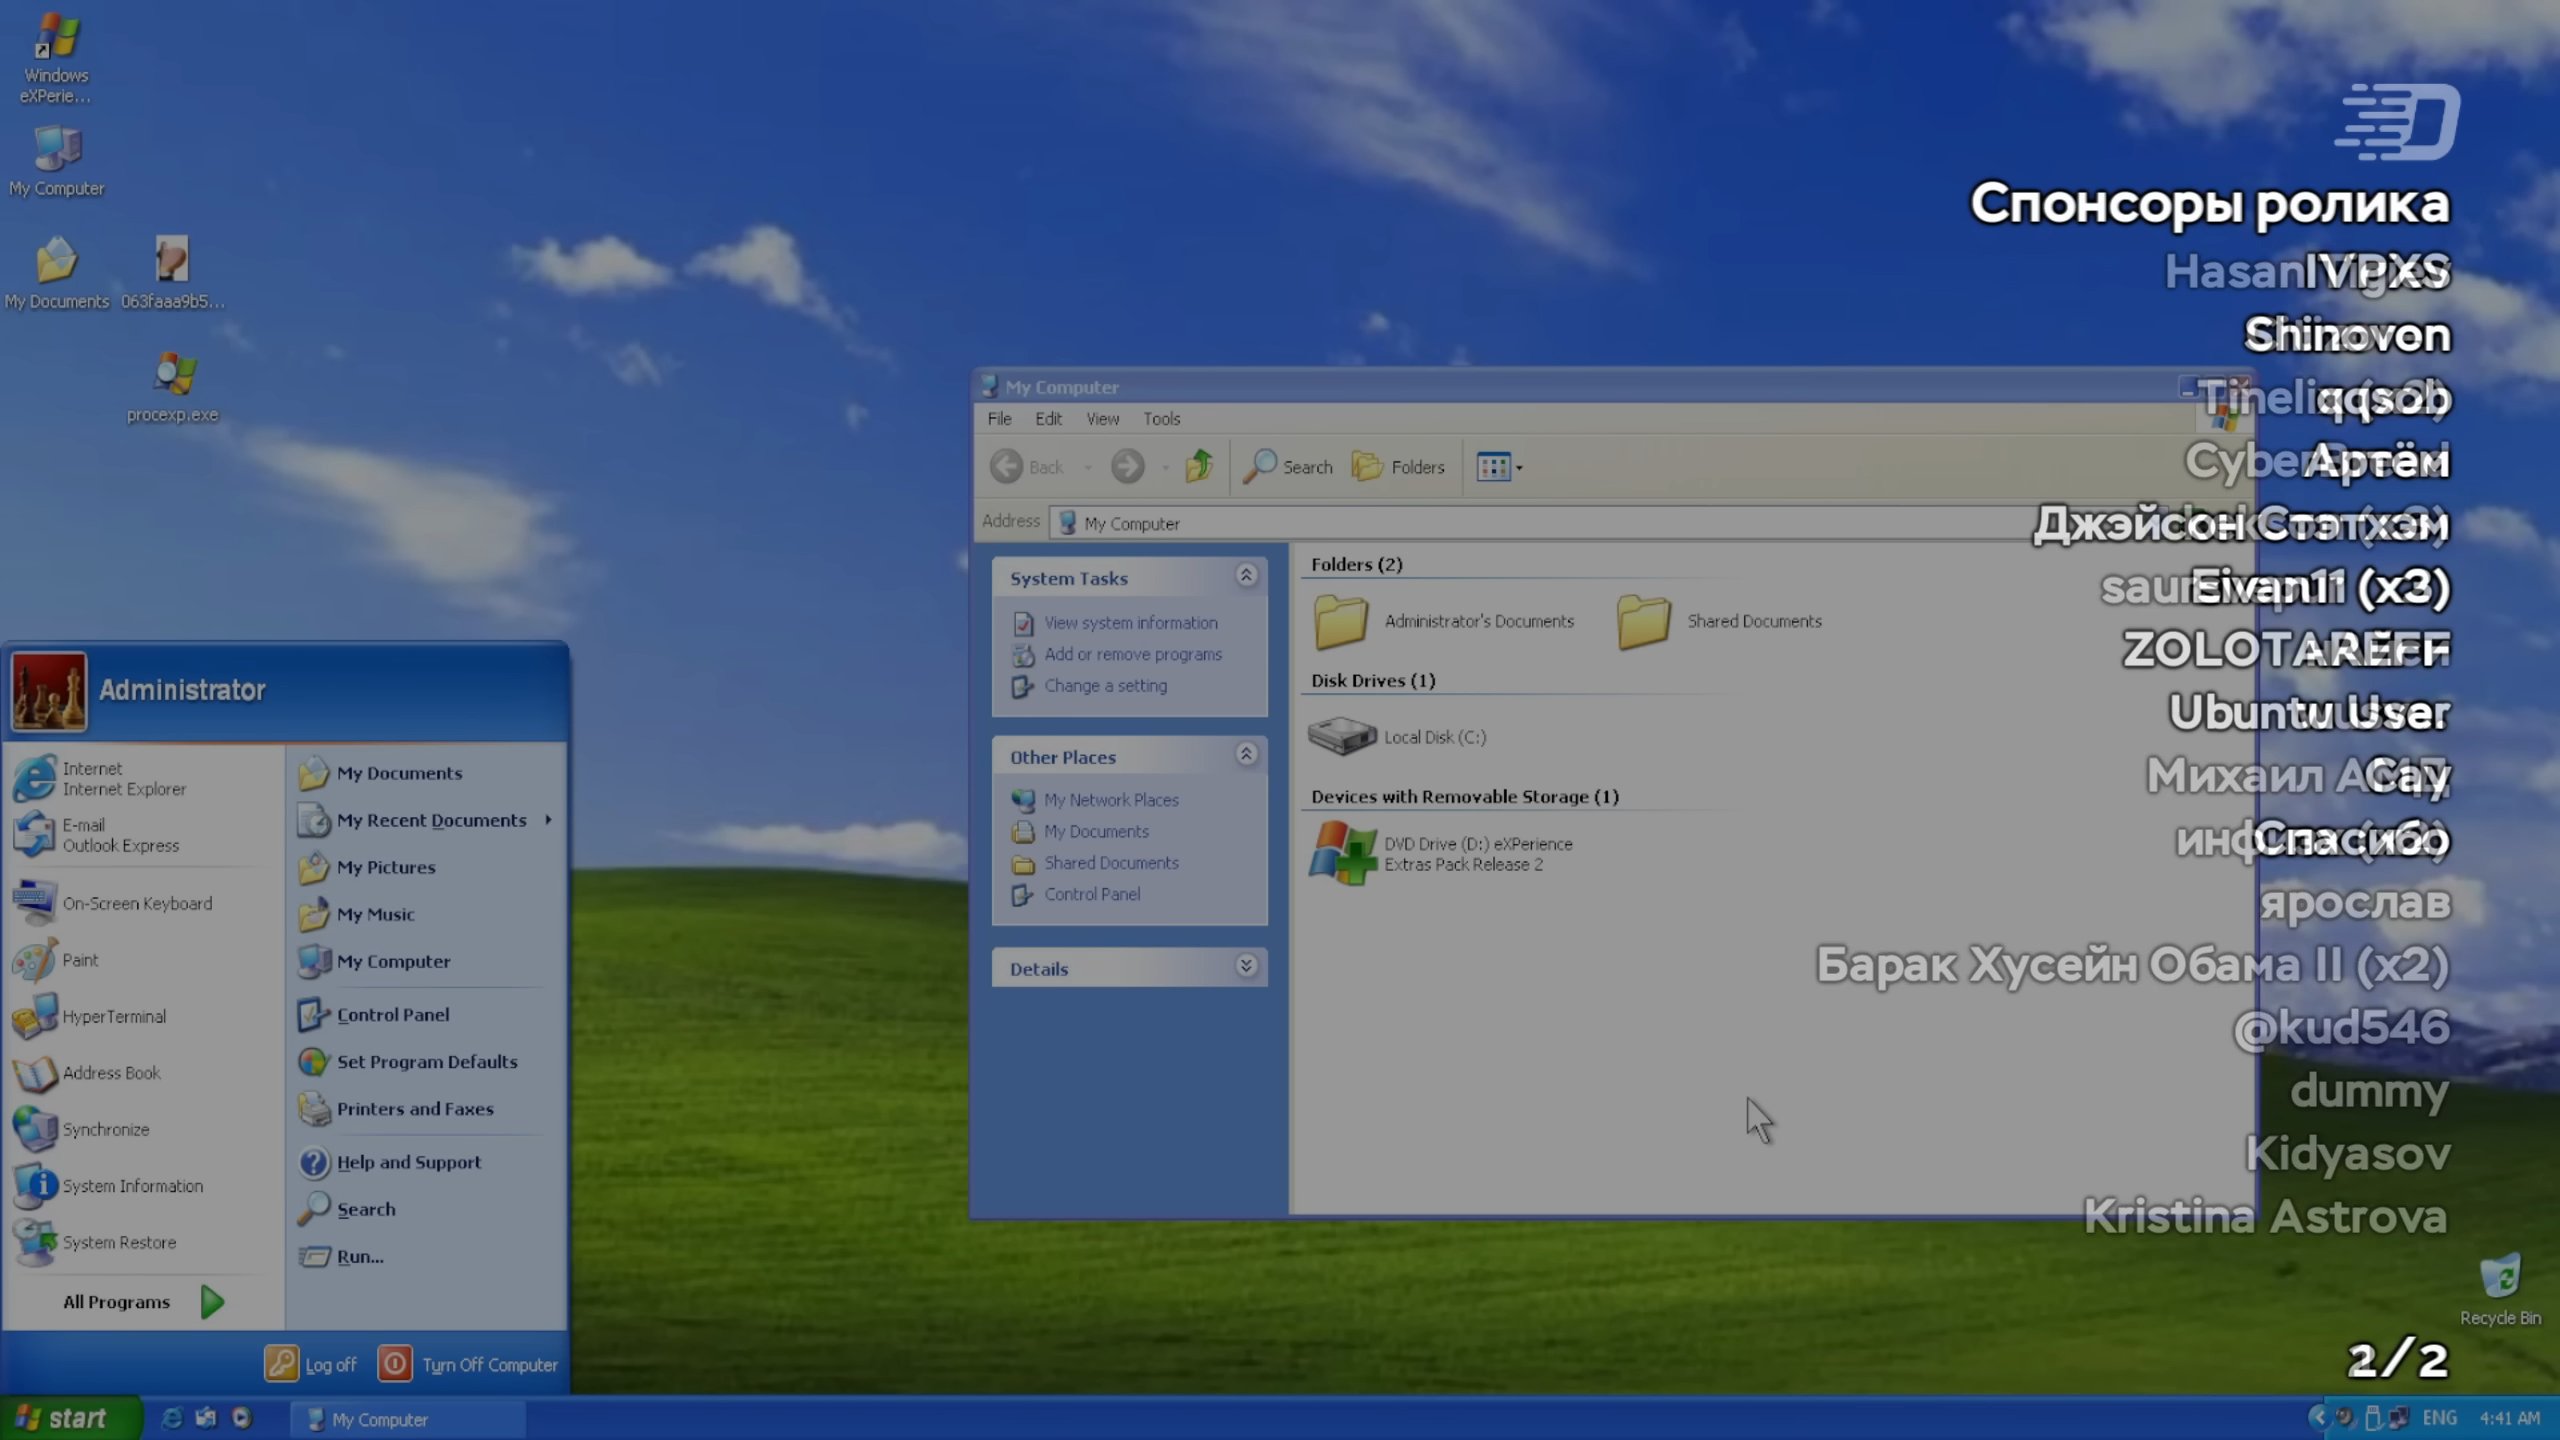 Windows
eXPerie...
My Computer
My Documents
063faaa9b5...
procexp.exe
Спонсоры ролика
Shinoven
Артём
Джэйсон Стэтхэм
Eivan11 (x3)
ZOLOTAREFF
Ubuntu User
Михаил
Сау
Спасибо
ярослав
Барак Хусейн Обама II (x2)
@kud546
dummy
Kidyasov
Kristina Astrova
2/2
My Computer
File Edit View Tools
Back Search Folders
Address My Computer
System Tasks
View system information
Add or remove programs
Change a setting
Other Places
My Network Places
My Documents
Shared Documents
Control Panel
Details
Folders (2)
Administrator's Documents Shared Documents
Disk Drives (1)
Local Disk (C:)
Devices with Removable Storage (1)
DVD Drive (D:) eXPerience
Extras Pack Release 2
Administrator
Internet
Internet Explorer
E-mail
Outlook Express
On-Screen Keyboard
Paint
HyperTerminal
Address Book
Synchronize
System Information
System Restore
All Programs
My Documents
My Recent Documents
My Pictures
My Music
My Computer
Control Panel
Set Program Defaults
Printers and Faxes
Help and Support
Search
Run...
Log off Turn Off Computer
Recycle Bin
start My Computer ENG 4:41 AM